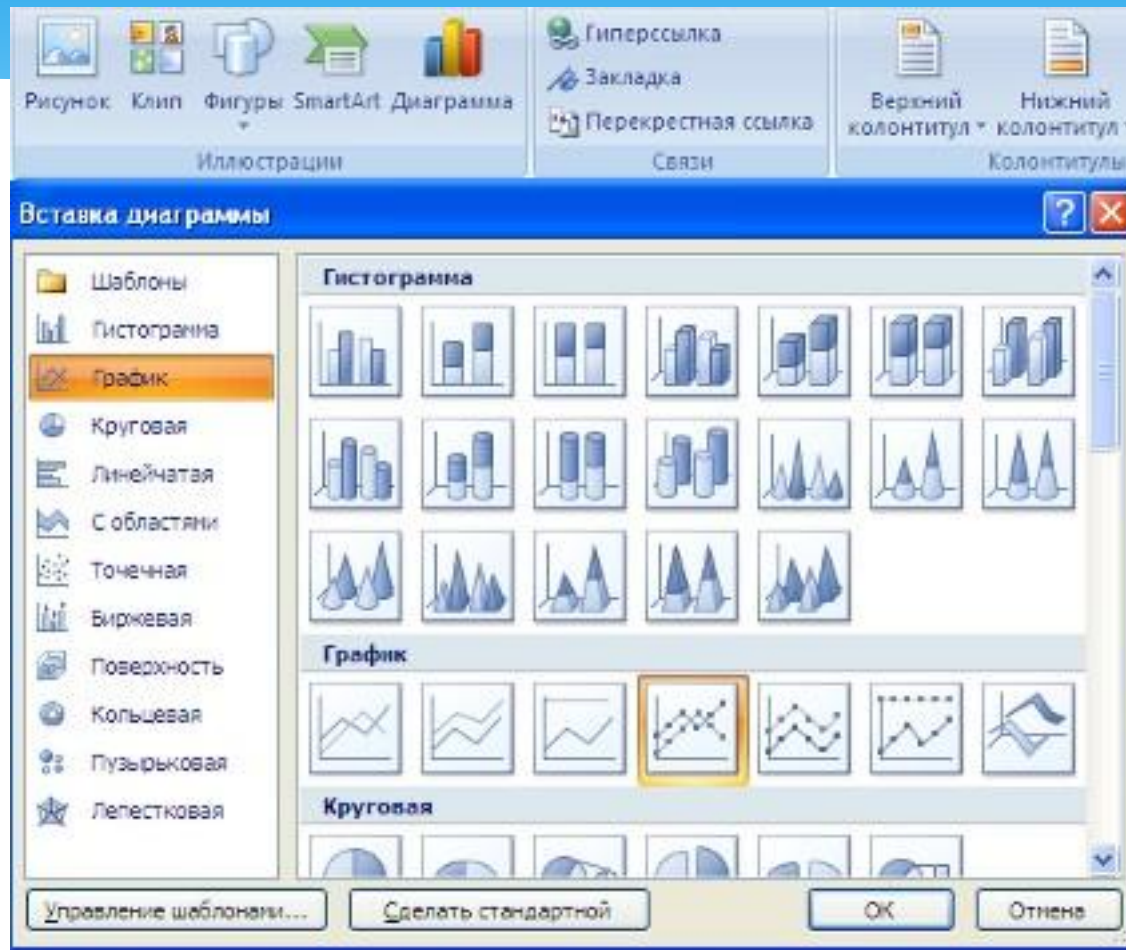 Рисунок Клип Фигуры SmartArt Диаграмма
Иллюстрации
Гиперссылка
Закладка
Перекрестная ссылка
Связи
Верхний колонтитул
Нижний колонтитул
Колонтитулы
Вставка диаграммы
Шаблоны
Гистограмма
График
Круговая
Линейчатая
С областями
Точечная
Биржевая
Поверхность
Кольцевая
Пузырьковая
Лепестковая
Гистограмма
График
Круговая
Управление шаблонами...
Сделать стандартной
ОК
Отмена